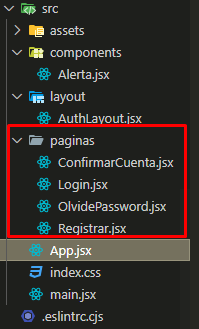 src
assets
components
Alerta.jsx
layout
AuthLayout.jsx
paginas
ConfirmarCuenta.jsx
Login.jsx
OlvidePassword.jsx
Registrar.jsx
App.jsx
index.css
main.jsx
.eslintrc.cjs